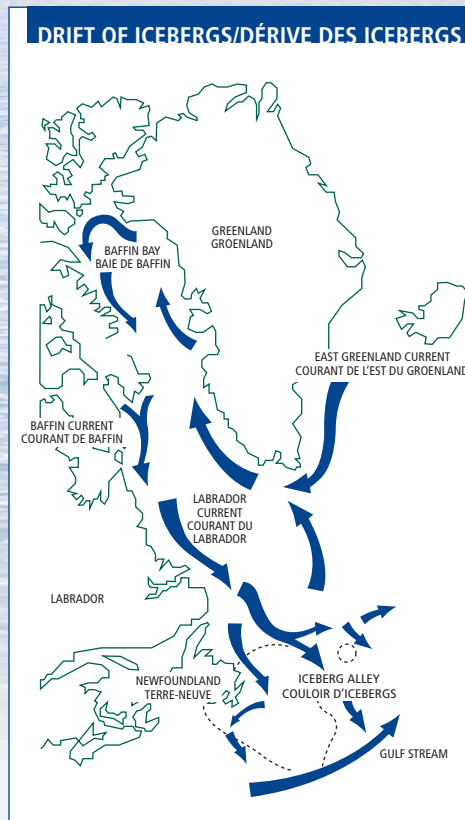 DRIFT OF ICEBERGS/DÉRIVE DES ICEBERGS
GREENLAND
GROENLAND
BAFFIN BAY
BAIE DE BAFFIN
EAST GREENLAND CURRENT
COURANT DE L'EST DU GROENLAND
BAFFIN CURRENT
COURANT DE BAFFIN
LABRADOR
CURRENT
COURANT DU
LABRADOR
LABRADOR
NEWFOUNDLAND
TERRE-NEUVE
ICEBERG ALLEY
COULOIR D'ICEBERGS
GULF STREAM